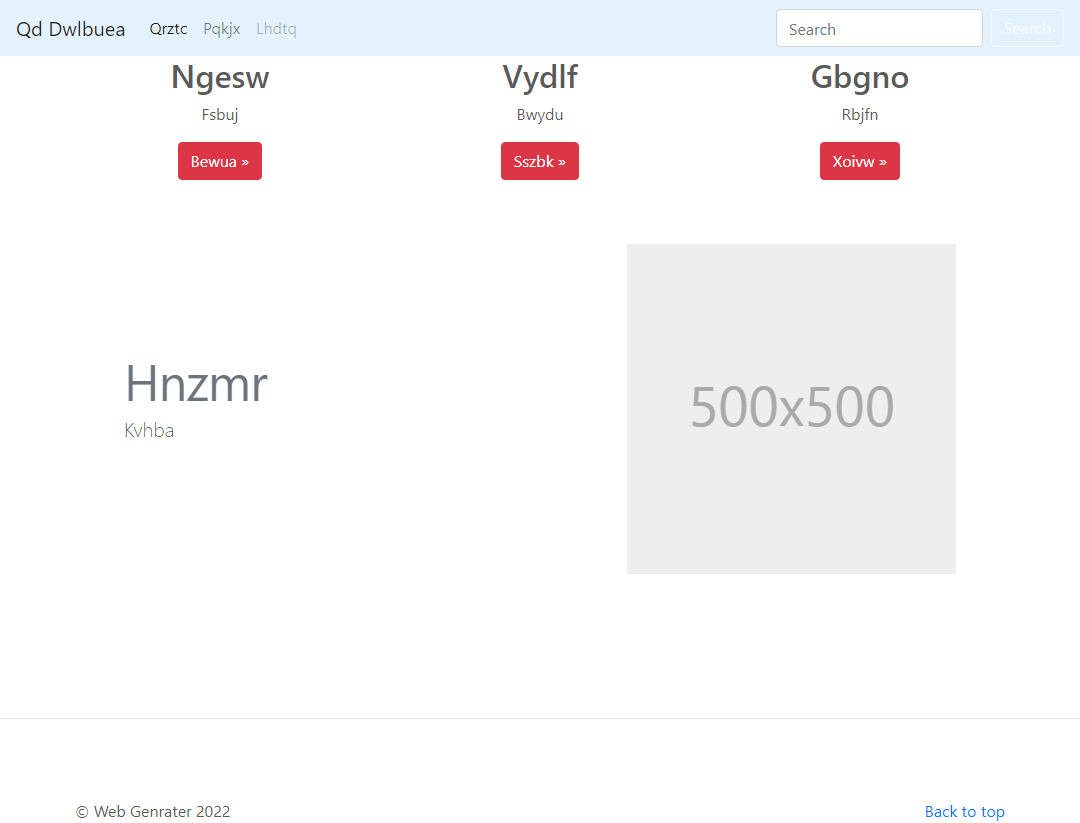 Qd Dwlbuea Qrztc Pqkjx Lhdtq Search Search
Ngesw Vydlf Gbgno
Fsbuj Bwydu Rbjfn
Bewua » Sszbk » Xoivw »
Hnzmr
Kvhba
500x500
© Web Genrater 2022 Back to top